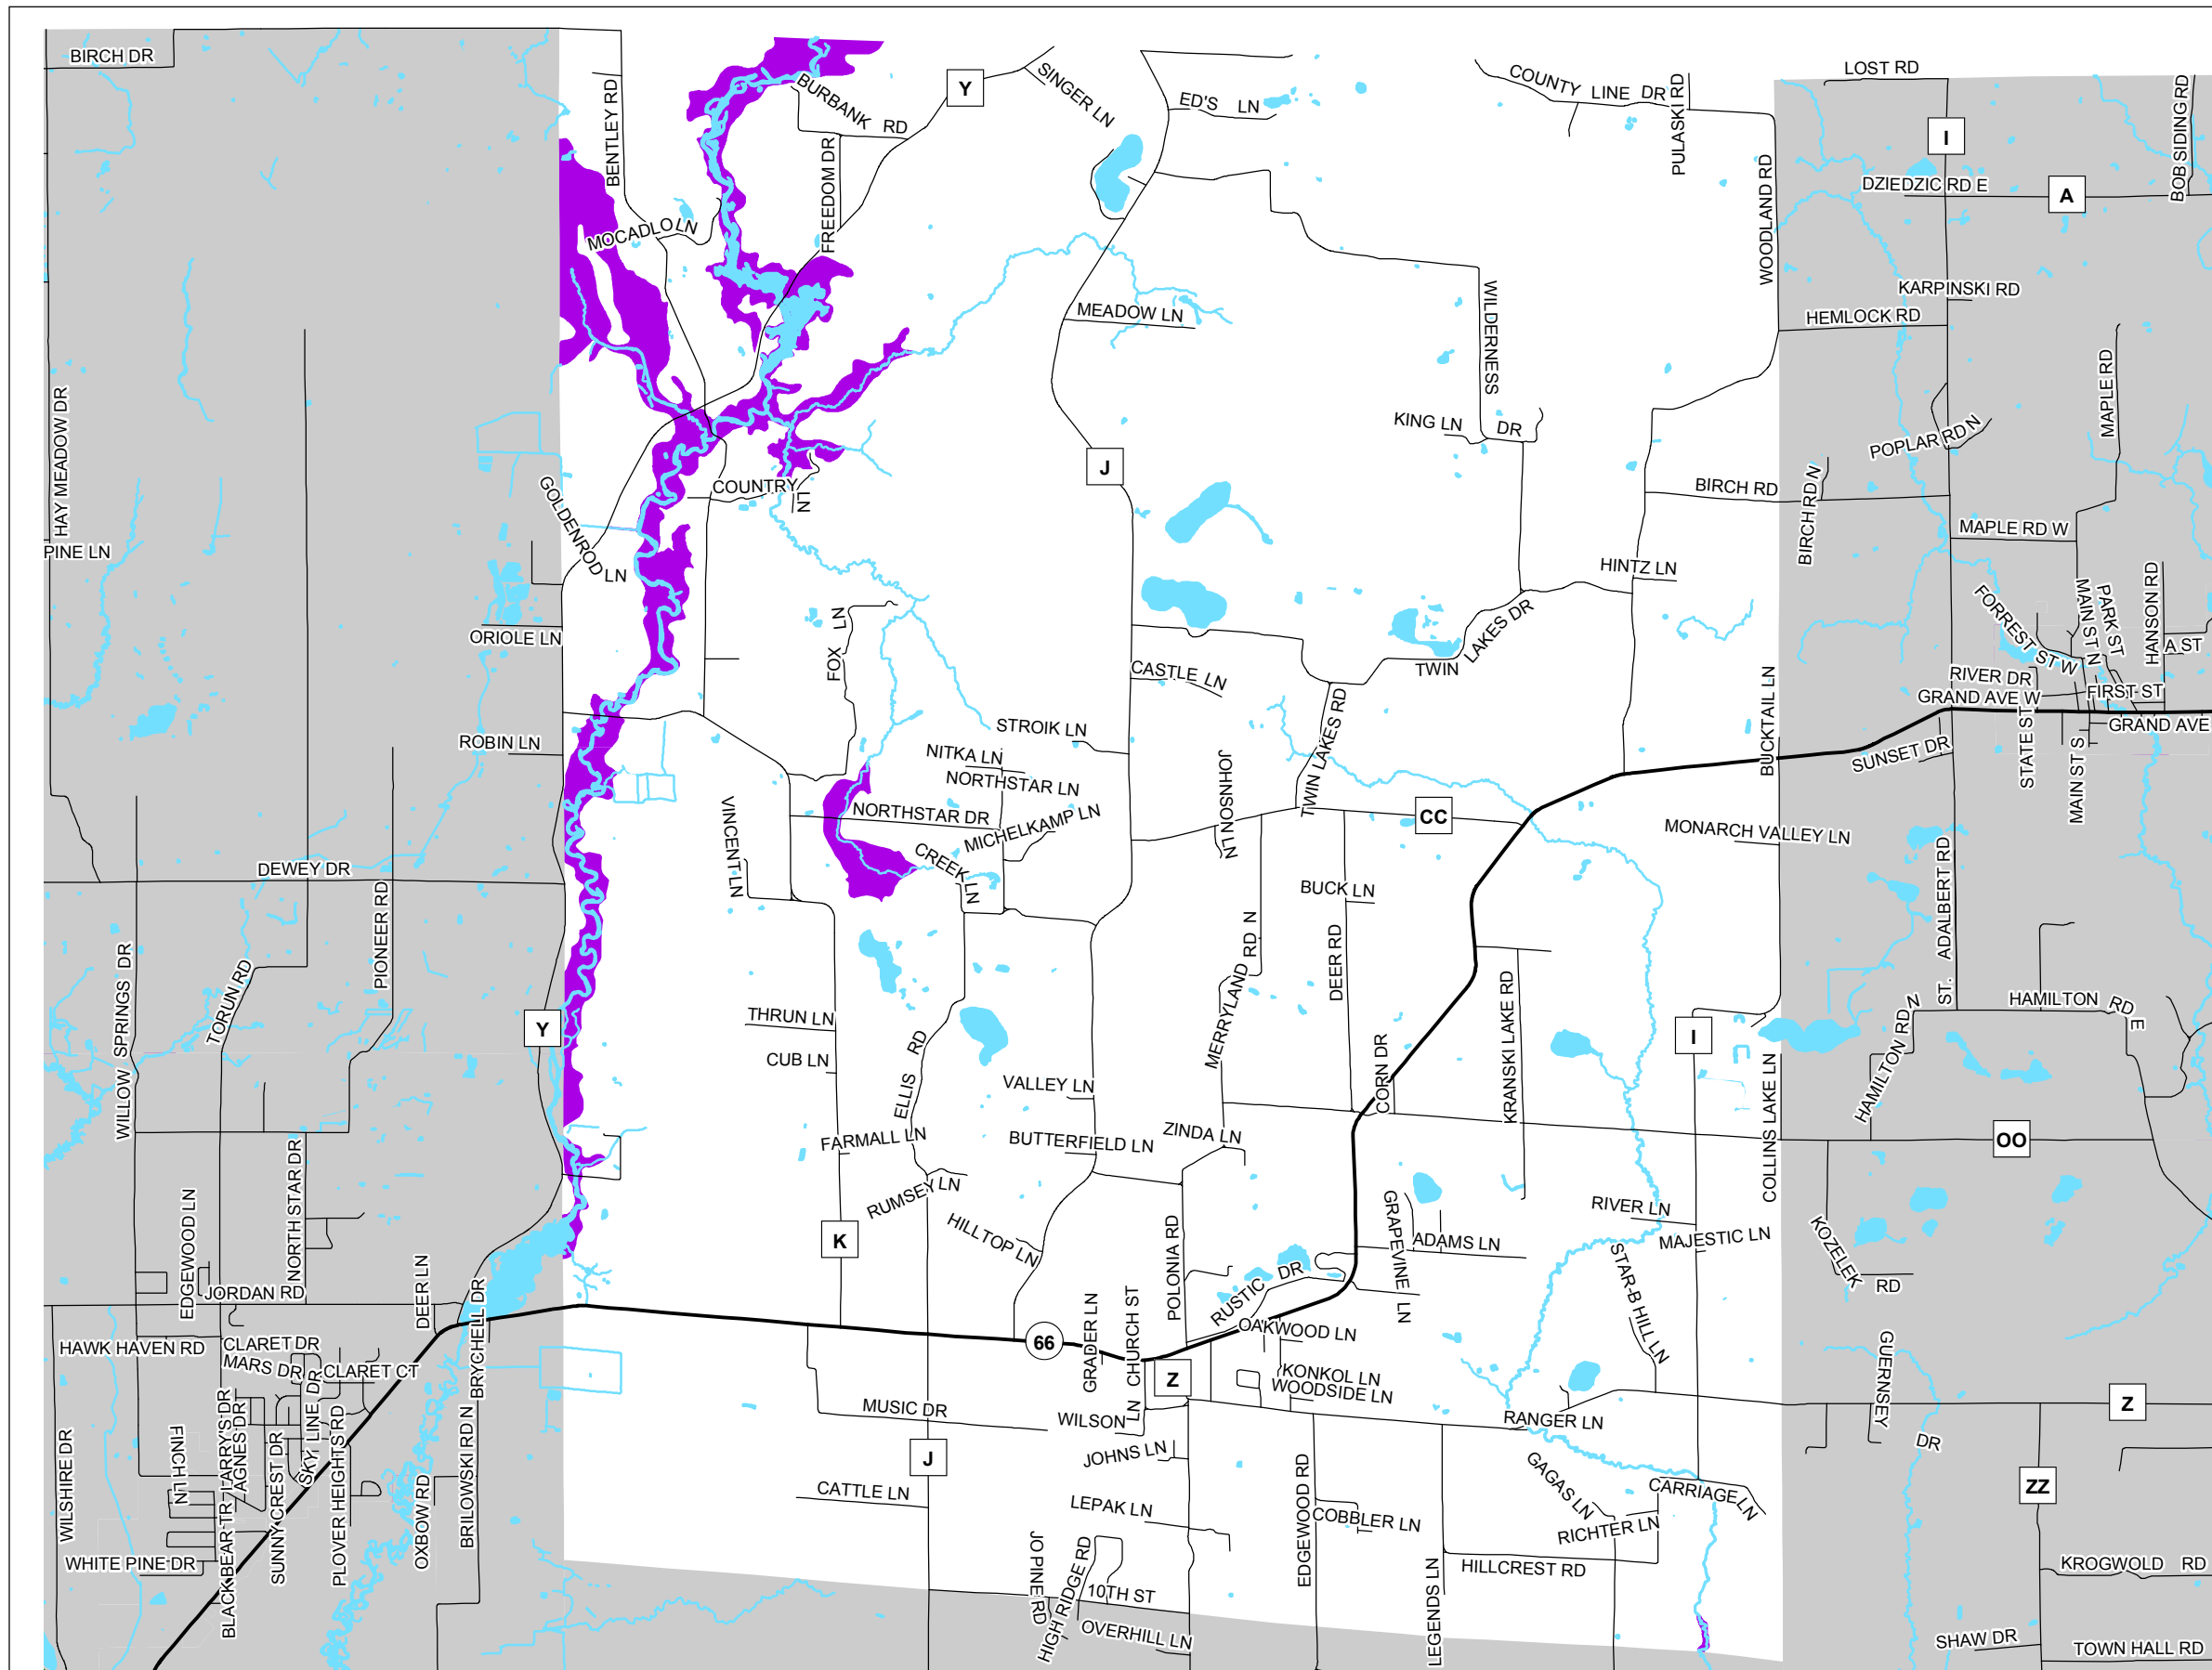 BIRCH DR
BENTLEY RD
BURBANK RD
Y
SINGER LN
ED'S LN
COUNTY LINE DR
PULASKI RD
LOST RD
I
BOB SIDING RD
DZIEDZIC RD E
A
WOODLAND RD
FREEDOM DR
MOCADLO LN
MEADOW LN
WILDERNESS DR
KARPINSKI RD
HEMLOCK RD
MAPLE RD
HAY MEADOW DR
KING LN
POPLAR RD N
J
COUNTRY LN
GOLDENROD LN
BIRCH RD
BIRCH RD N
MAPLE RD W
PINE LN
HINTZ LN
FORREST ST W
MAIN ST N
PARK ST
HANSON RD
A ST
ORIOLE LN
FOX LN
TWIN LAKES DR
CASTLE LN
TWIN LAKES RD
BUCKTAIL LN
RIVER DR
GRAND AVE W
FIRST ST
GRAND AVE
STATE ST
MAIN ST S
SUNSET DR
ROBIN LN
STROIK LN
NITKA LN
NORTHSTAR LN
NORTHSTAR DR
MICHELKAMP LN
CREEK LN
JOHNSON LN
CC
MONARCH VALLEY LN
VINCENT LN
DEWEY DR
PIONEER RD
BUCK LN
ST. ADALBERT RD
MERRYLAND RD N
DEER RD
WILLOW SPRINGS DR
TORUN RD
Y
THRUN LN
CUB LN
ELLIS RD
VALLEY LN
CORN DR
KRANSKI LAKE RD
I
HAMILTON RD N
HAMILTON RD E
COLLINS LAKE LN
FARMALL LN
BUTTERFIELD LN
ZINDA LN
OO
NORTH STAR DR
EDGEWOOD LN
RUMSEY LN
HILLTOP LN
K
POLONIA RD
GRAPEVINE LN
ADAMS LN
RIVER LN
MAJESTIC LN
STAR-B HILL LN
KOZELEK RD
JORDAN RD
DEER LN
BRYCHELL DR
RUSTIC DR
GRADER LN
CHURCH ST
66
OAKWOOD LN
HAWK HAVEN RD
CLARET DR
MARS DR
CLARET CT
Z
KONKOL LN
WOODSIDE LN
GUERNSEY DR
Z
MUSIC DR
WILSON LN
RANGER LN
WILSHIRE DR
FINCH LN
BLACK BEAR TR
LARRY'S DR
AGNES DR
SUNNY CREST DR
SKY LINE DR
PLOVER HEIGHTS RD
OXBOW RD
BRILOWSKI RD N
J
JOHNS LN
CATTLE LN
LEPAK LN
EDGEWOOD RD
COBBLER LN
GAGAS LN
CARRIAGE LN
RICHTER LN
ZZ
WHITE PINE DR
JO PINE RD
HIGH RIDGE RD
10TH ST
OVERHILL LN
LEGENDS LN
HILLCREST RD
KROGWOLD RD
SHAW DR
TOWN HALL RD